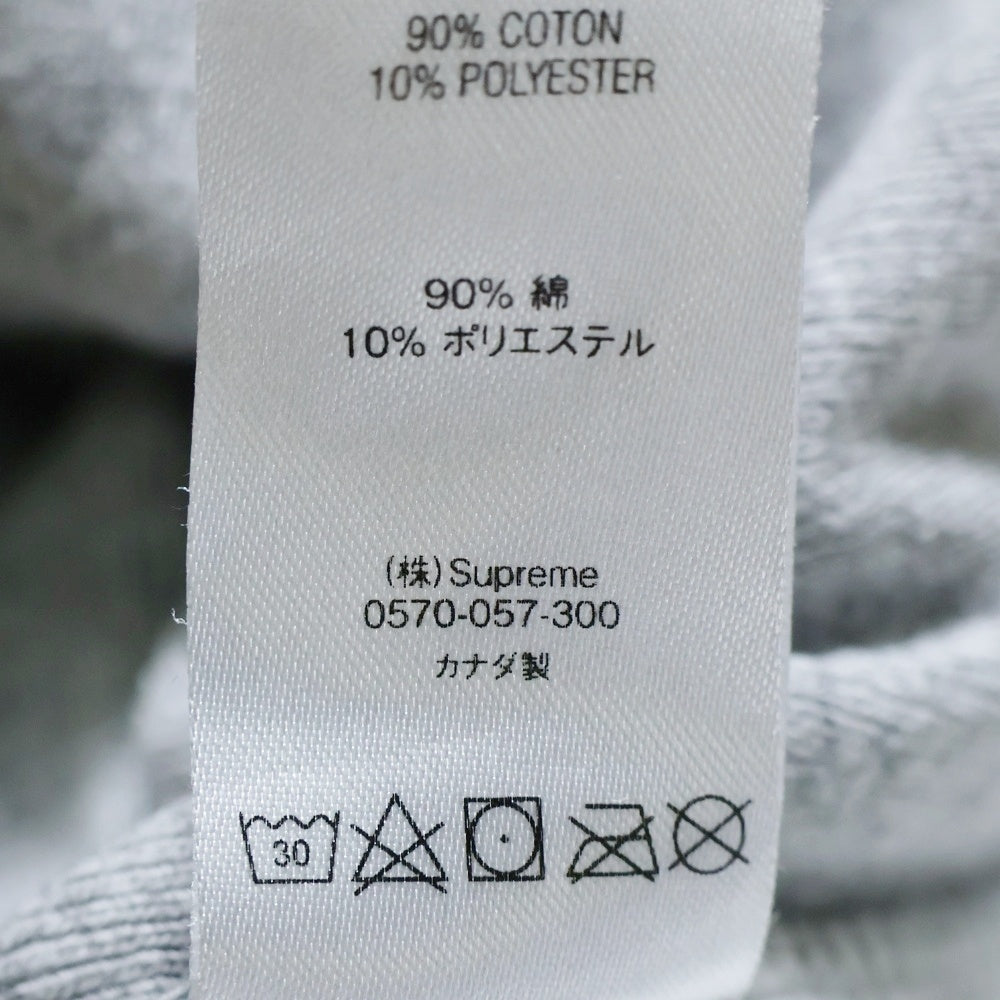 90% COTON
10% POLYESTER
90% 綿
10% ポリエステル
(株)Supreme
0570-057-300
カナダ製
30